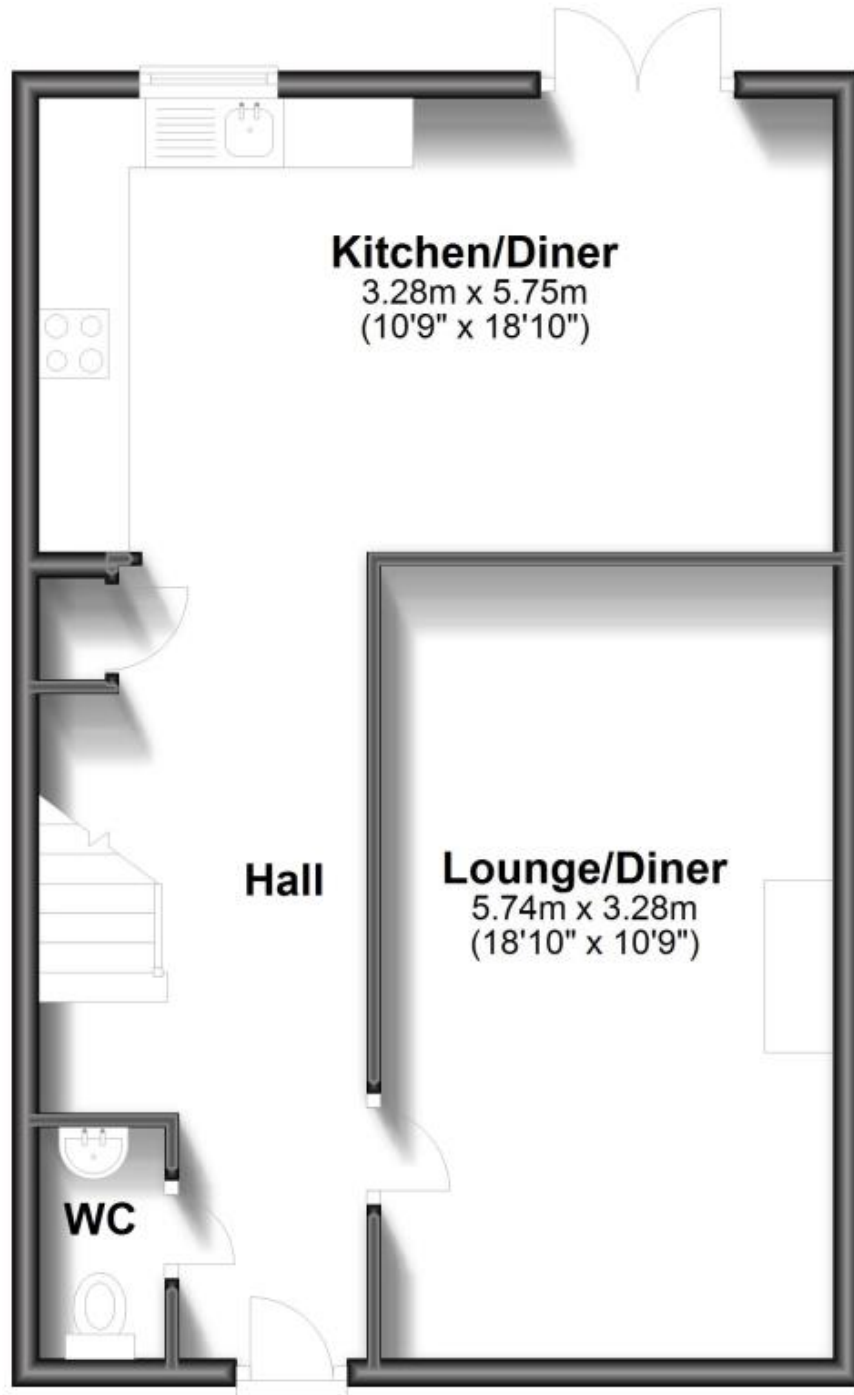 Kitchen/Diner
3.28m x 5.75m
(10'9" x 18'10")
Hall
Lounge/Diner
5.74m x 3.28m
(18'10" x 10'9")
WC